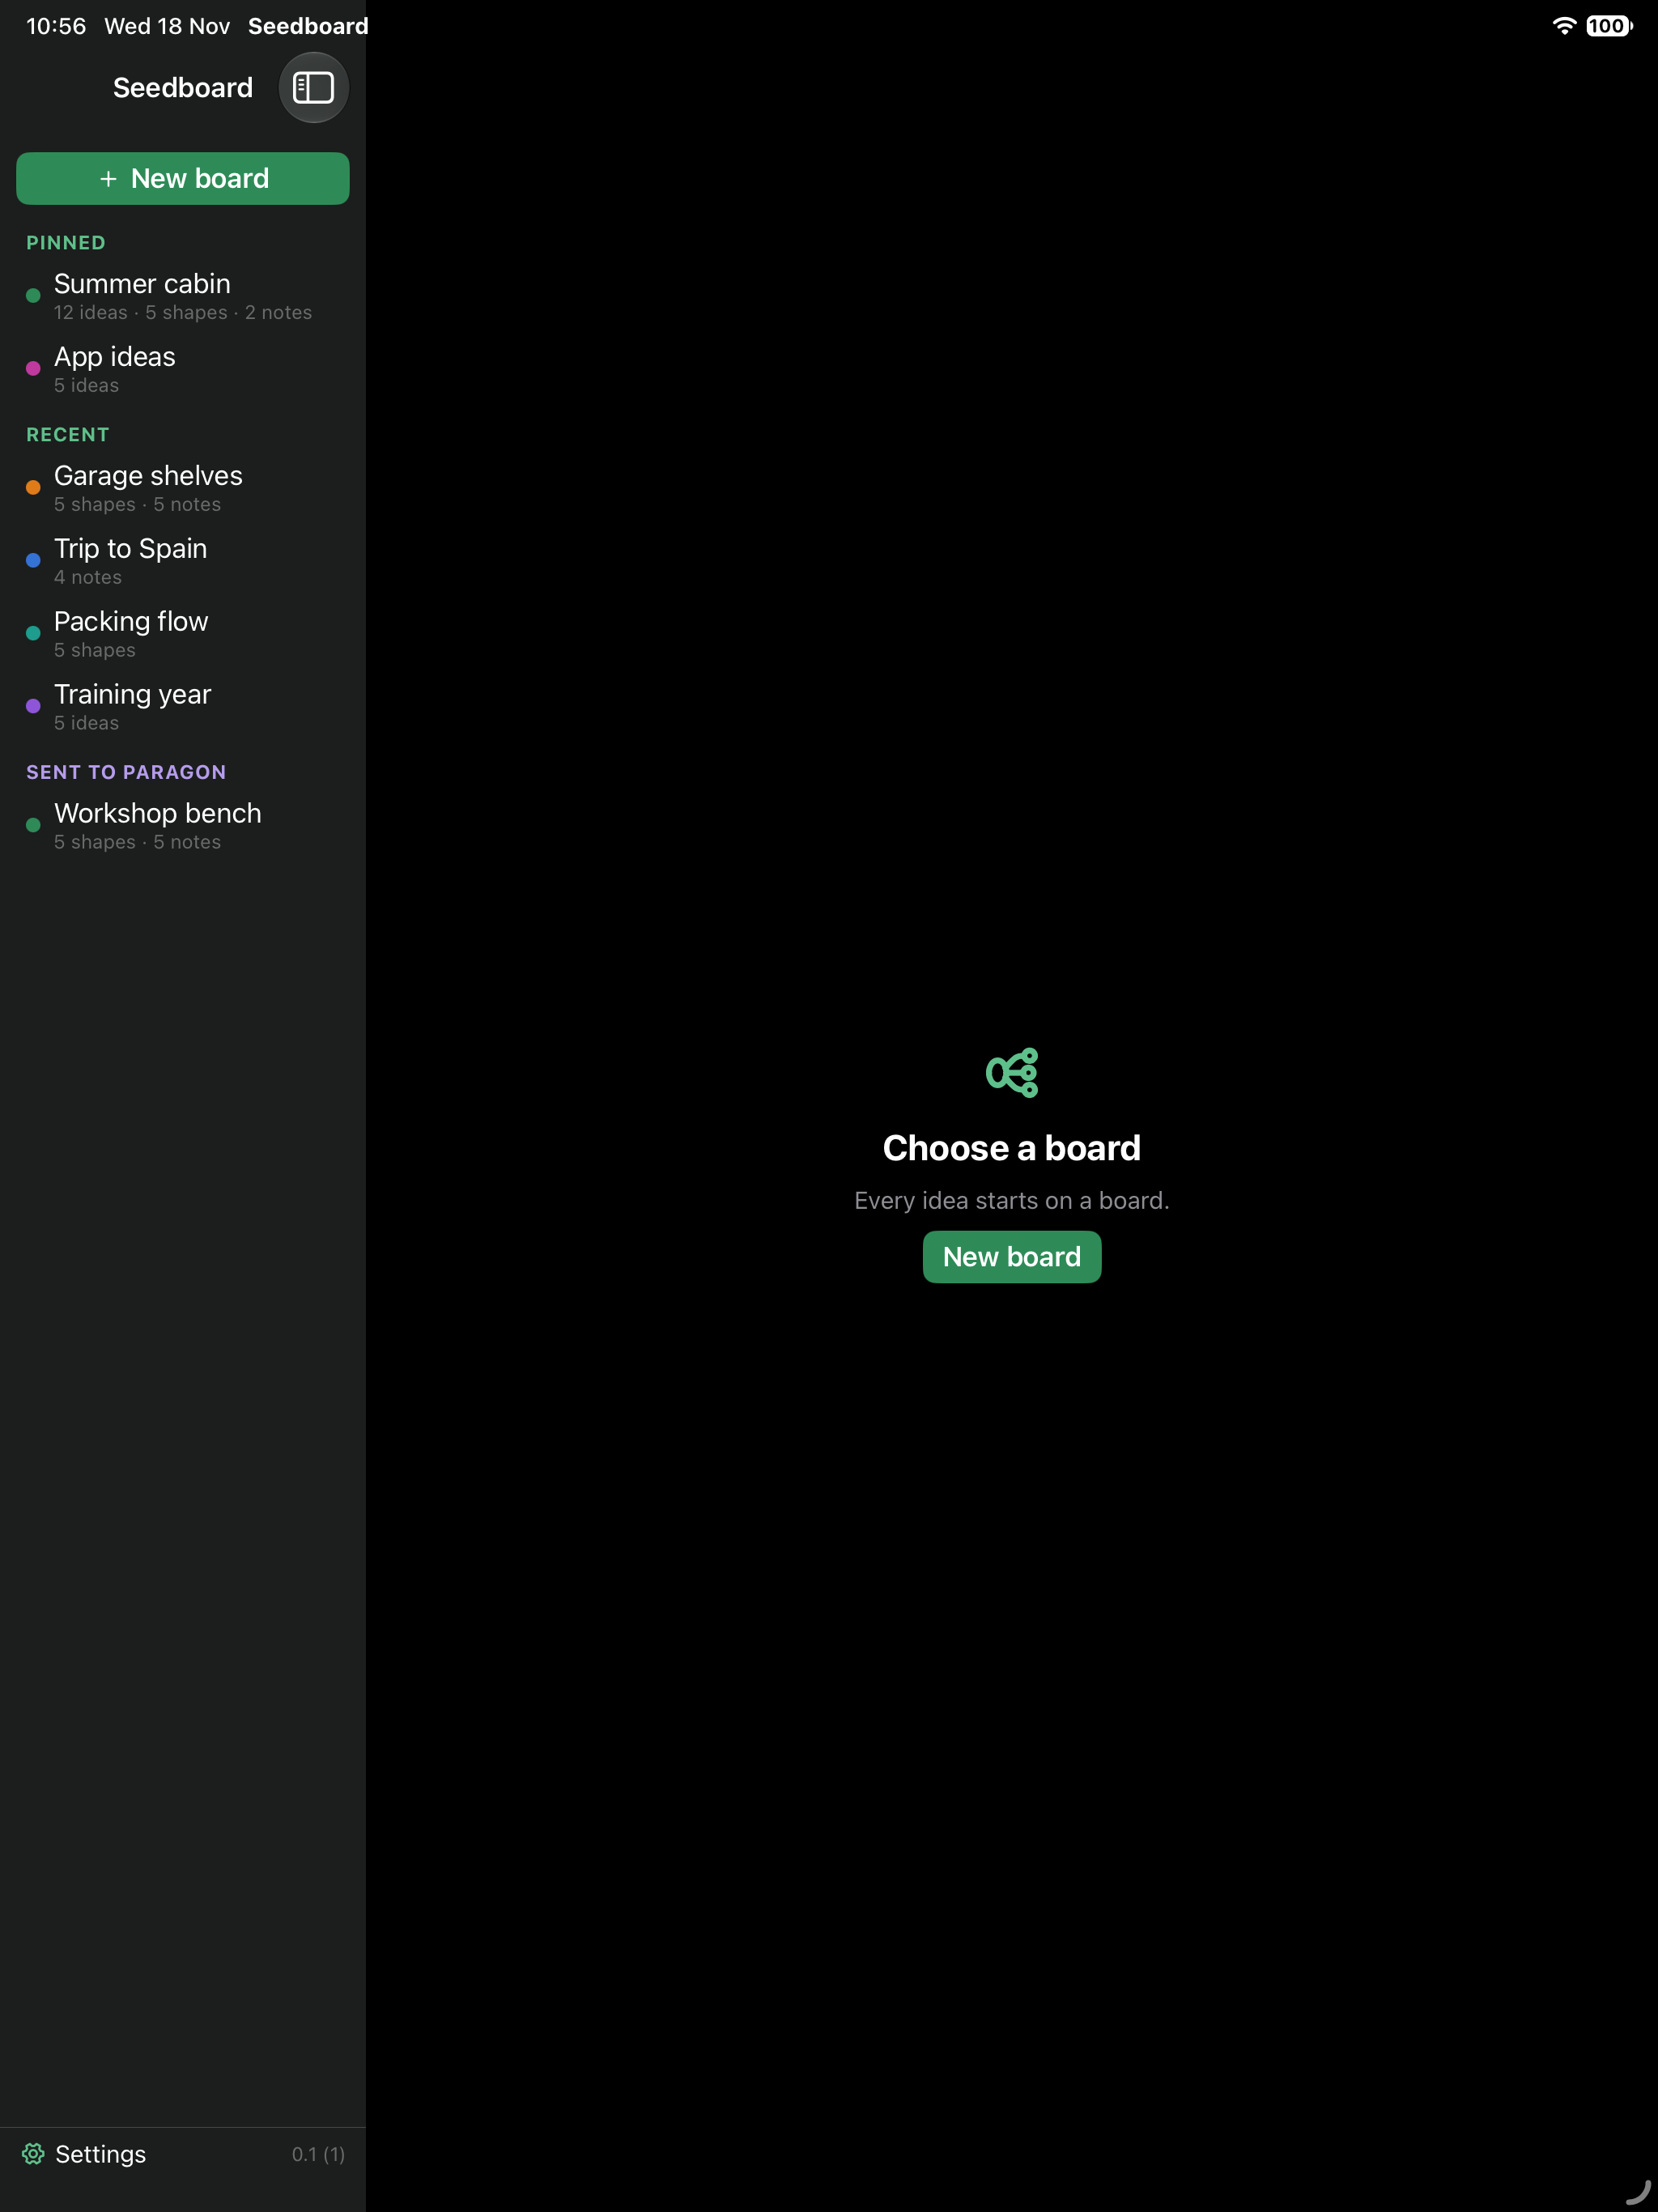 10:56 Wed 18 Nov Seedboard
100
Seedboard
+ New board
PINNED
Summer cabin
12 ideas · 5 shapes · 2 notes
App ideas
5 ideas
RECENT
Garage shelves
5 shapes · 5 notes
Trip to Spain
4 notes
Packing flow
5 shapes
Training year
5 ideas
SENT TO PARAGON
Workshop bench
5 shapes · 5 notes
Choose a board
Every idea starts on a board.
New board
Settings 0.1 (1)